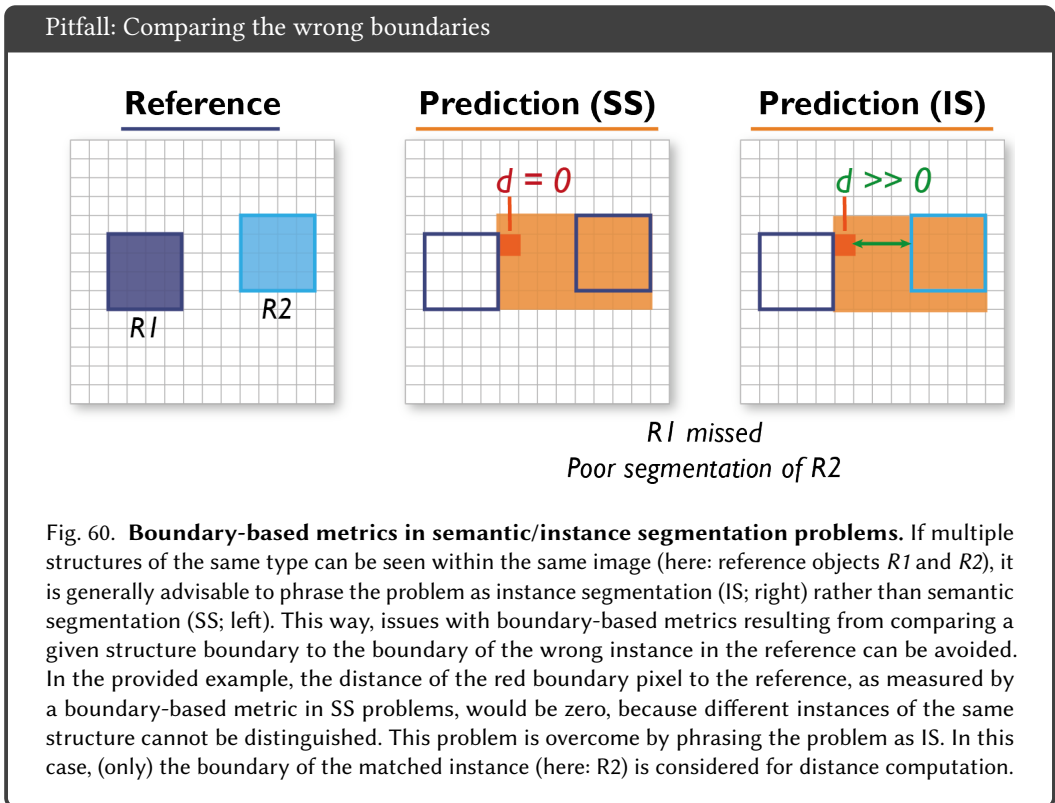 Pitfall: Comparing the wrong boundaries
Reference
Prediction (SS)
Prediction (IS)
d = 0
d >> 0
R1
R2
R1 missed
Poor segmentation of R2
Fig. 60. Boundary-based metrics in semantic/instance segmentation problems. If multiple
structures of the same type can be seen within the same image (here: reference objects R1 and R2), it
is generally advisable to phrase the problem as instance segmentation (IS; right) rather than semantic
segmentation (SS; left). This way, issues with boundary-based metrics resulting from comparing a
given structure boundary to the boundary of the wrong instance in the reference can be avoided.
In the provided example, the distance of the red boundary pixel to the reference, as measured by
a boundary-based metric in SS problems, would be zero, because different instances of the same
structure cannot be distinguished. This problem is overcome by phrasing the problem as IS. In this
case, (only) the boundary of the matched instance (here: R2) is considered for distance computation.